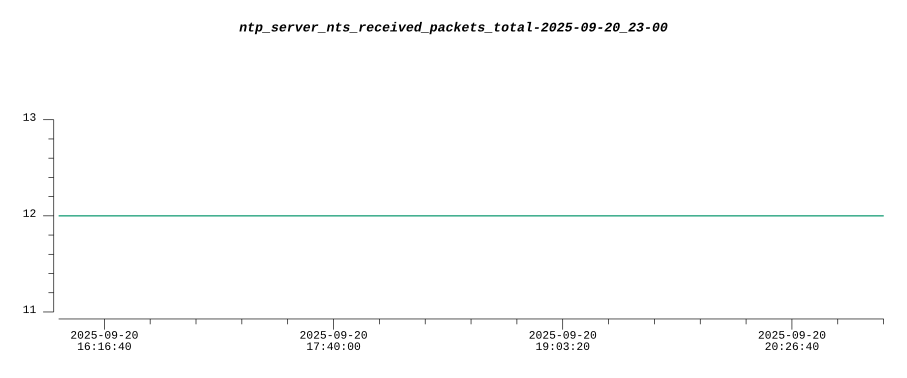 ntp_server_nts_received_packets_total-2025-09-20_23-00
13
12
11
2025-09-20 2025-09-20 2025-09-20 2025-09-20
16:16:40 17:40:00 19:03:20 20:26:40